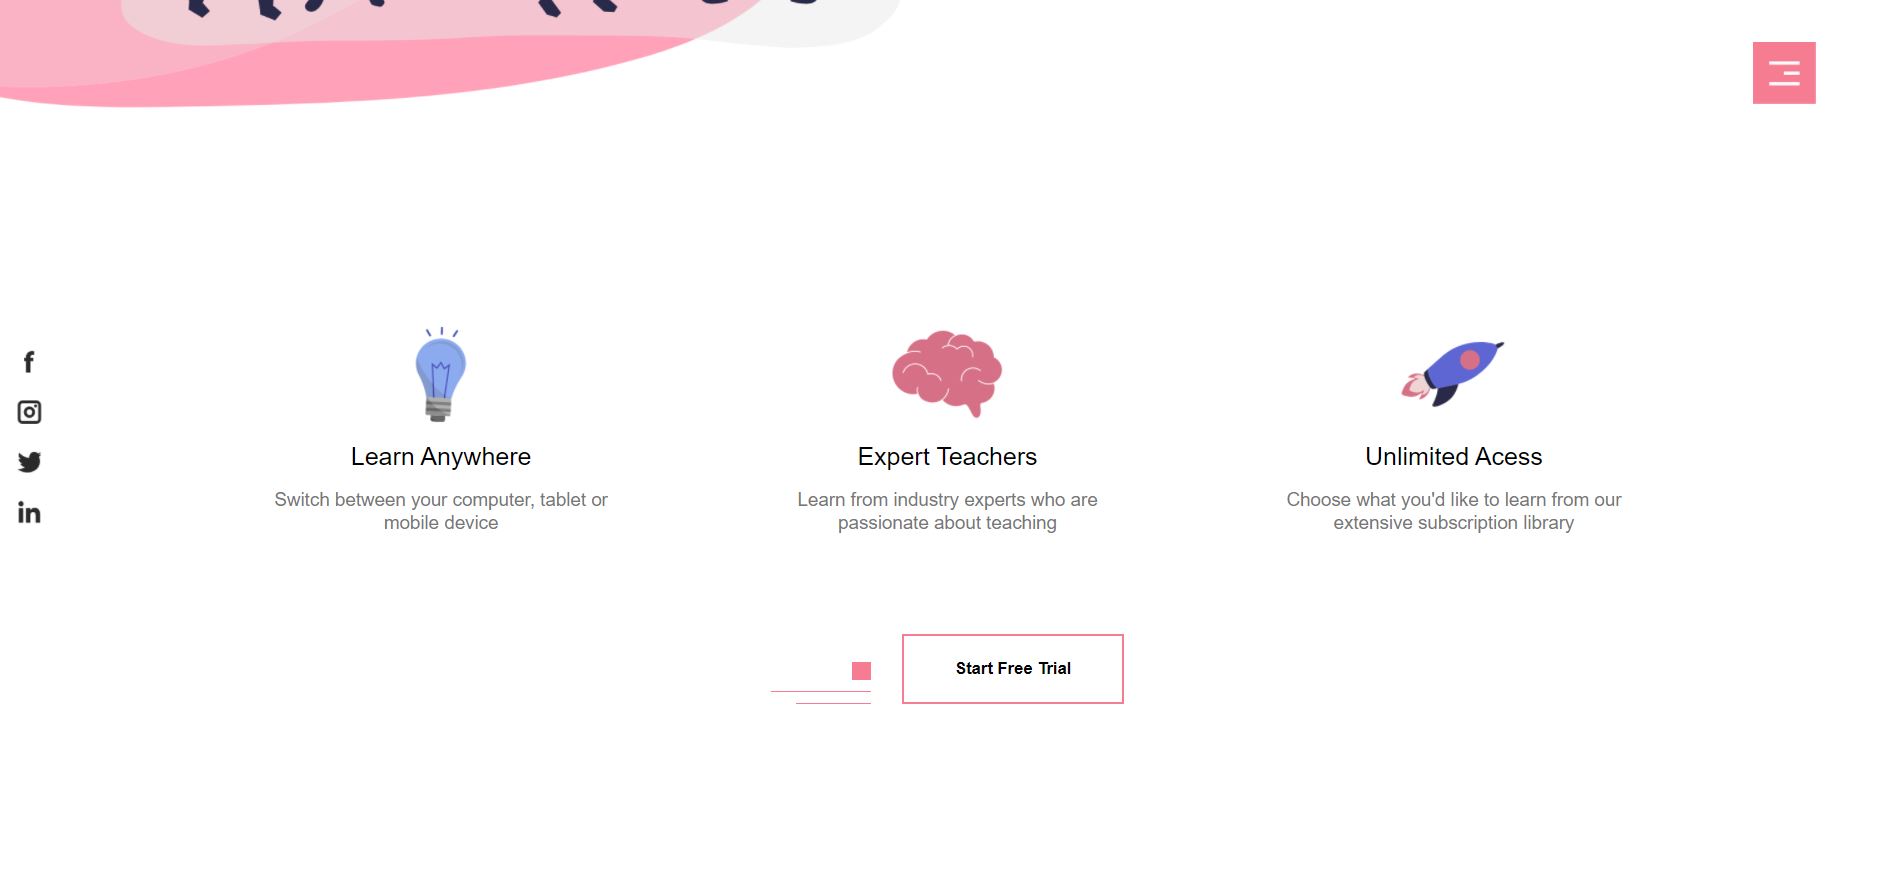 Learn Anywhere
Switch between your computer, tablet or
mobile device
Expert Teachers
Learn from industry experts who are
passionate about teaching
Unlimited Acess
Choose what you'd like to learn from our
extensive subscription library
Start Free Trial